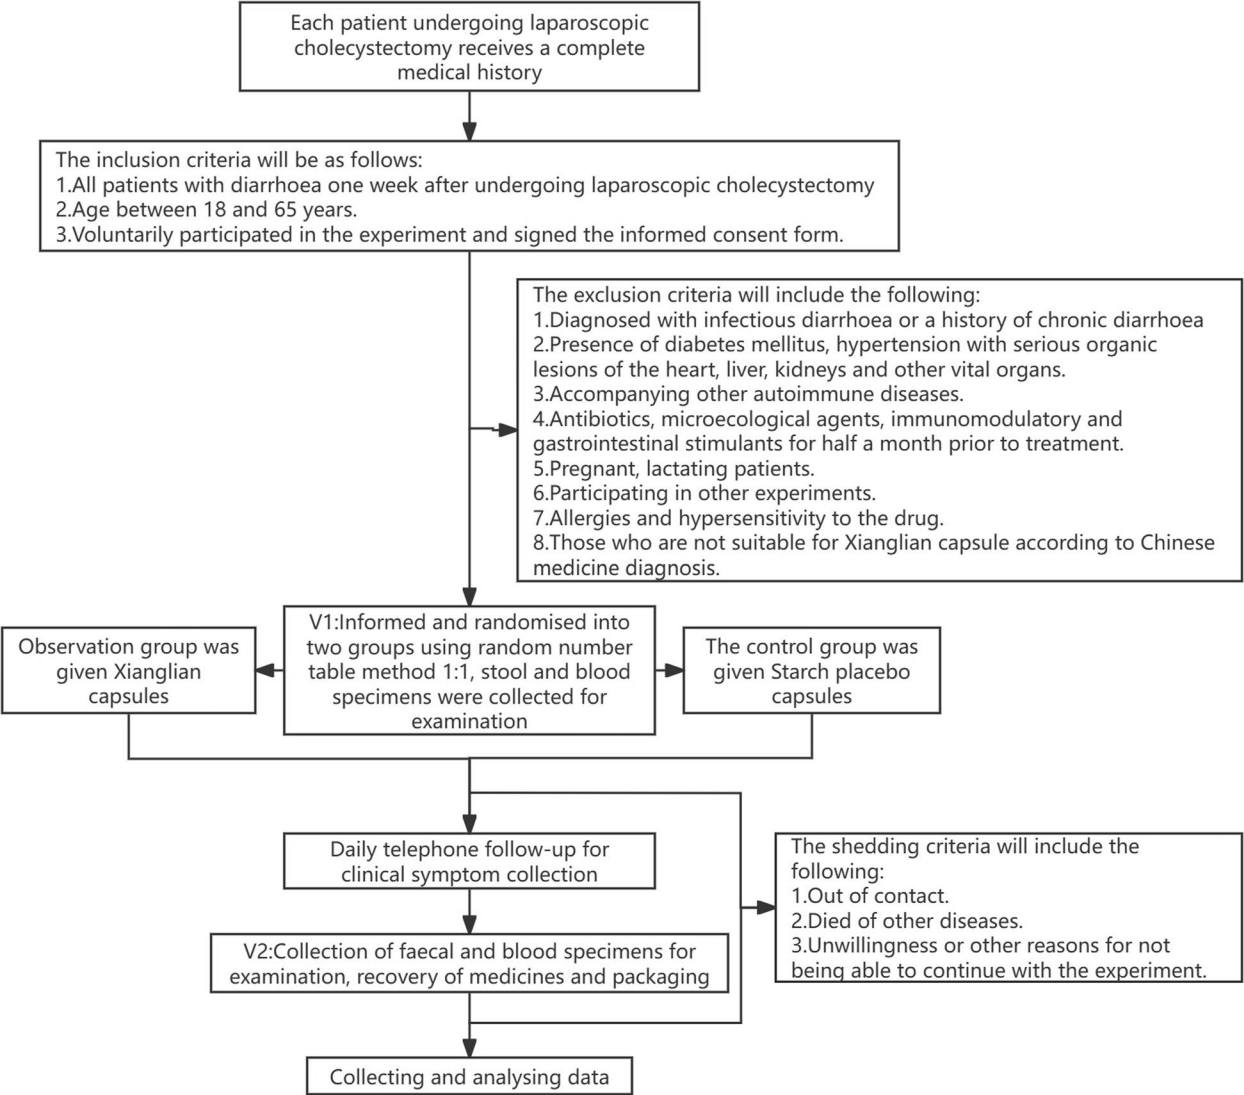 Each patient undergoing laparoscopic
cholecystectomy receives a complete
medical history
The inclusion criteria will be as follows:
1.All patients with diarrhoea one week after undergoing laparoscopic cholecystectomy
2.Age between 18 and 65 years.
3.Voluntarily participated in the experiment and signed the informed consent form.
The exclusion criteria will include the following:
1.Diagnosed with infectious diarrhoea or a history of chronic diarrhoea
2.Presence of diabetes mellitus, hypertension with serious organic
lesions of the heart, liver, kidneys and other vital organs.
3.Accompanying other autoimmune diseases.
4.Antibiotics, microecological agents, immunomodulatory and
gastrointestinal stimulants for half a month prior to treatment.
5.Pregnant, lactating patients.
6.Participating in other experiments.
7.Allergies and hypersensitivity to the drug.
8.Those who are not suitable for Xianglian capsule according to Chinese
medicine diagnosis.
Observation group was
given Xianglian
capsules
V1:Informed and randomised into
two groups using random number
table method 1:1, stool and blood
specimens were collected for
examination
The control group was
given Starch placebo
capsules
Daily telephone follow-up for
clinical symptom collection
The shedding criteria will include the
following:
1.Out of contact.
2.Died of other diseases.
3.Unwillingness or other reasons for not
being able to continue with the experiment.
V2:Collection of faecal and blood specimens for
examination, recovery of medicines and packaging
Collecting and analysing data